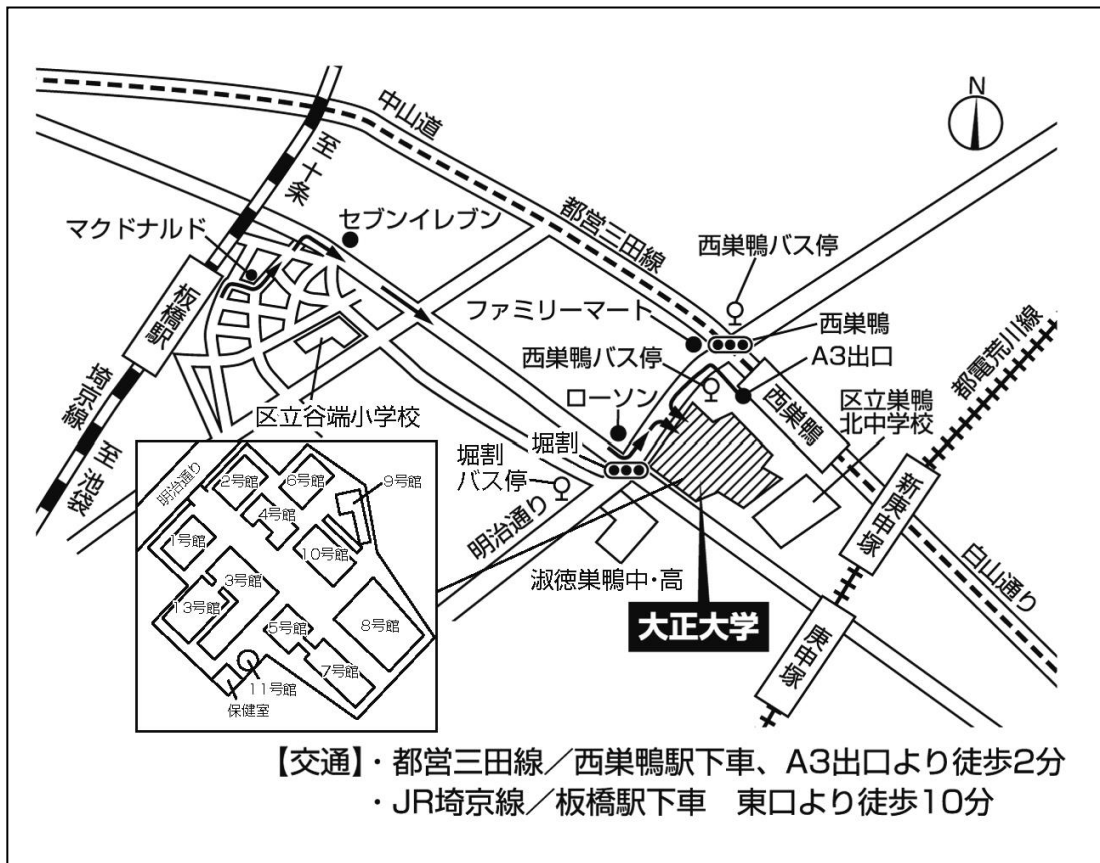 N
中山道
至十条
都営三田線
マクドナルド
セブンイレブン
西巣鴨バス停
板橋駅
ファミリーマート
西巣鴨
A3出口
西巣鴨バス停
都電荒川線
埼京線
至池袋
区立谷端小学校
ローソン
西巣鴨
区立巣鴨
北中学校
堀割
堀割
バス停
明治通り
明治通り
新庚申塚
白山通り
淑徳巣鴨中・高
大正大学
庚申塚
2号館
6号館
9号館
4号館
1号館
10号館
3号館
13号館
5号館
8号館
7号館
11号館
保健室
【交通】・都営三田線／西巣鴨駅下車、A3出口より徒歩2分
・JR埼京線／板橋駅下車　東口より徒歩10分